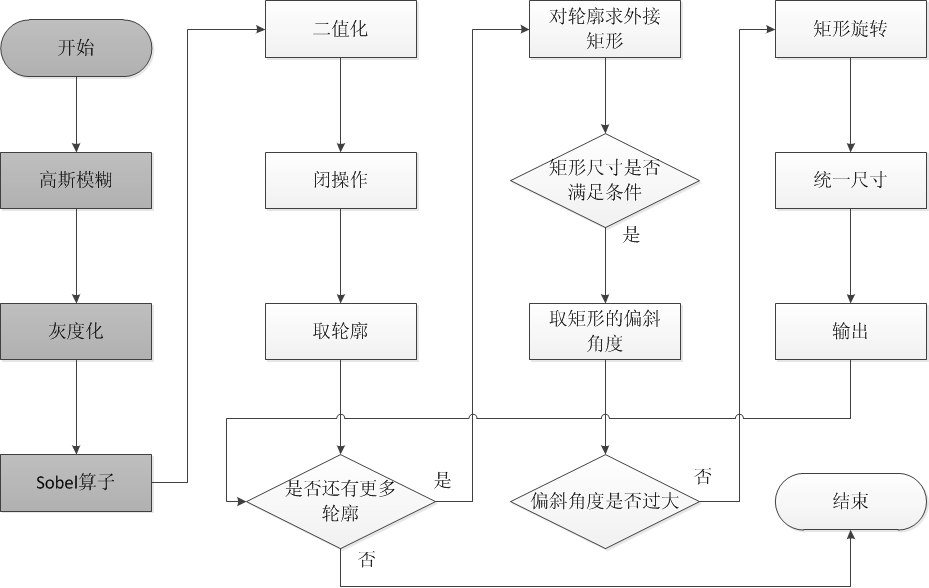 开始
高斯模糊
灰度化
Sobel算子
二值化
闭操作
取轮廓
是否还有更多
轮廓
是
否
对轮廓求外接
矩形
矩形尺寸是否
满足条件
是
取矩形的偏斜
角度
偏斜角度是否过大
否
矩形旋转
统一尺寸
输出
结束